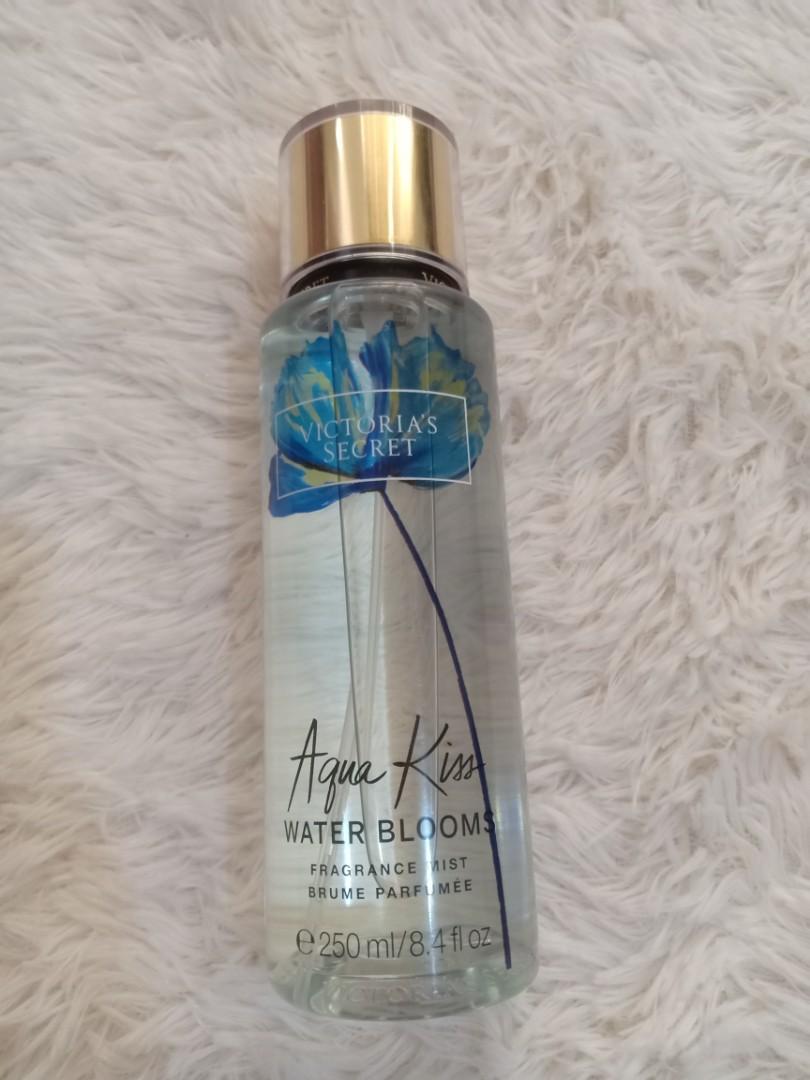 VICTORIA'S
SECRET
Aqua Kiss
WATER BLOOMS
FRAGRANCE MIST
BRUME PARFUMÉE
℮ 250 ml/8.4 fl oz